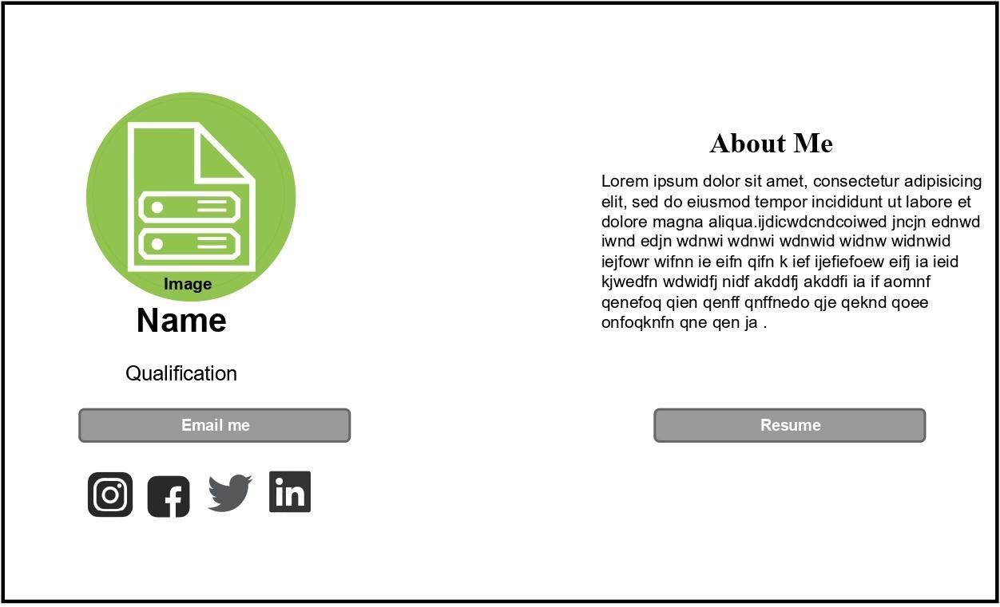 Image
Name
Qualification
Email me
in
About Me
Lorem ipsum dolor sit amet, consectetur adipisicing
elit, sed do eiusmod tempor incididunt ut labore et
dolore magna aliqua.ijdicwdcndcoiwed jncjn ednwd
iwnd edjn wdnwi wdnwi wdnwid widnw widnwid
iejfowr wifnn ie eifn qifn k ief ijefiefoew eifj ia ieid
kjwedfn wdwidfj nidf akddfj akddfi ia if aomnf
qenefoq qien qenff qnffnedo qje qeknd qoee
onfoqknfn qne qen ja .
Resume